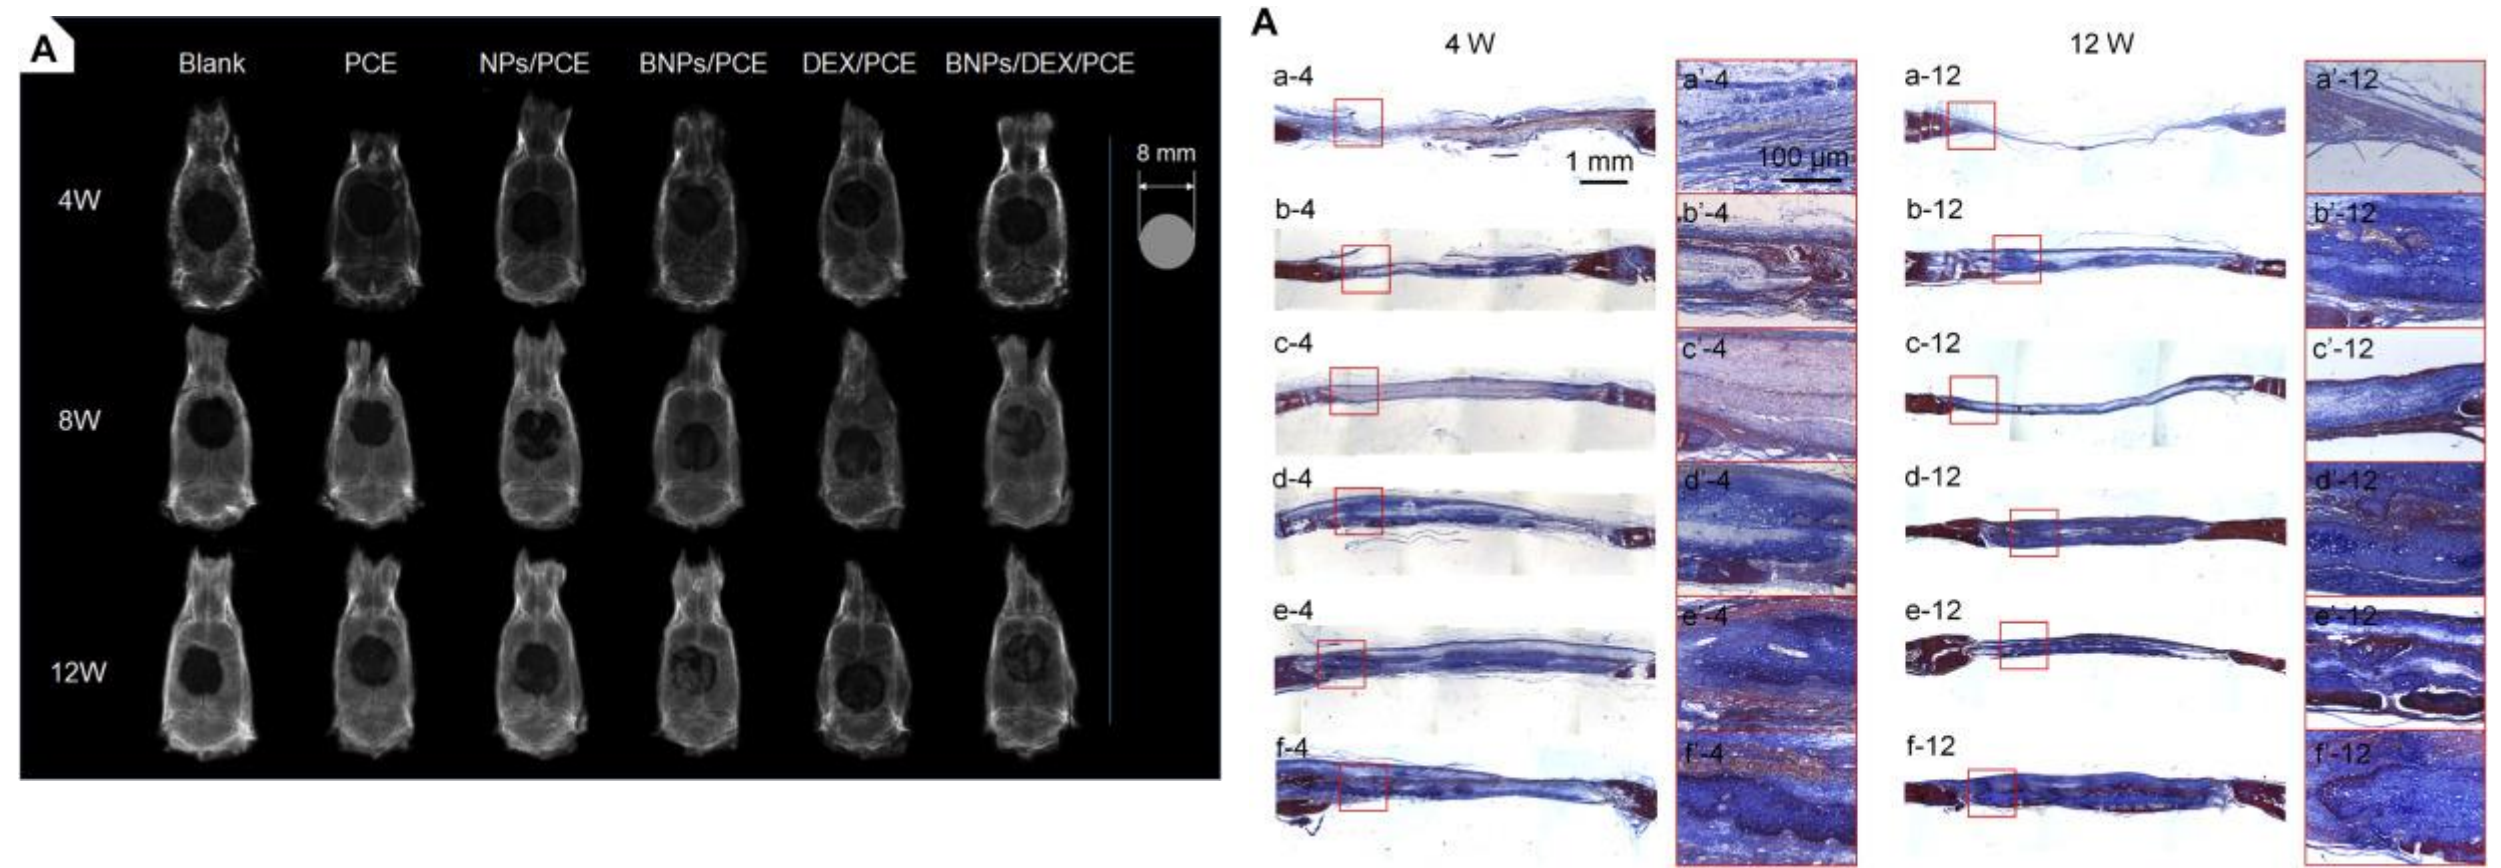 A
Blank PCE NPs/PCE BNPs/PCE DEX/PCE BNPs/DEX/PCE
4W
8 mm
8W
12W
A
4 W 12 W
a-4 a'-4 a-12 a'-12
1 mm 100 μm
b-4 b'-4 b-12 b'-12
c-4 c'-4 c-12 c'-12
d-4 d'-4 d-12 d'-12
e-4 e'-4 e-12 e'-12
f-4 f'-4 f-12 f'-12